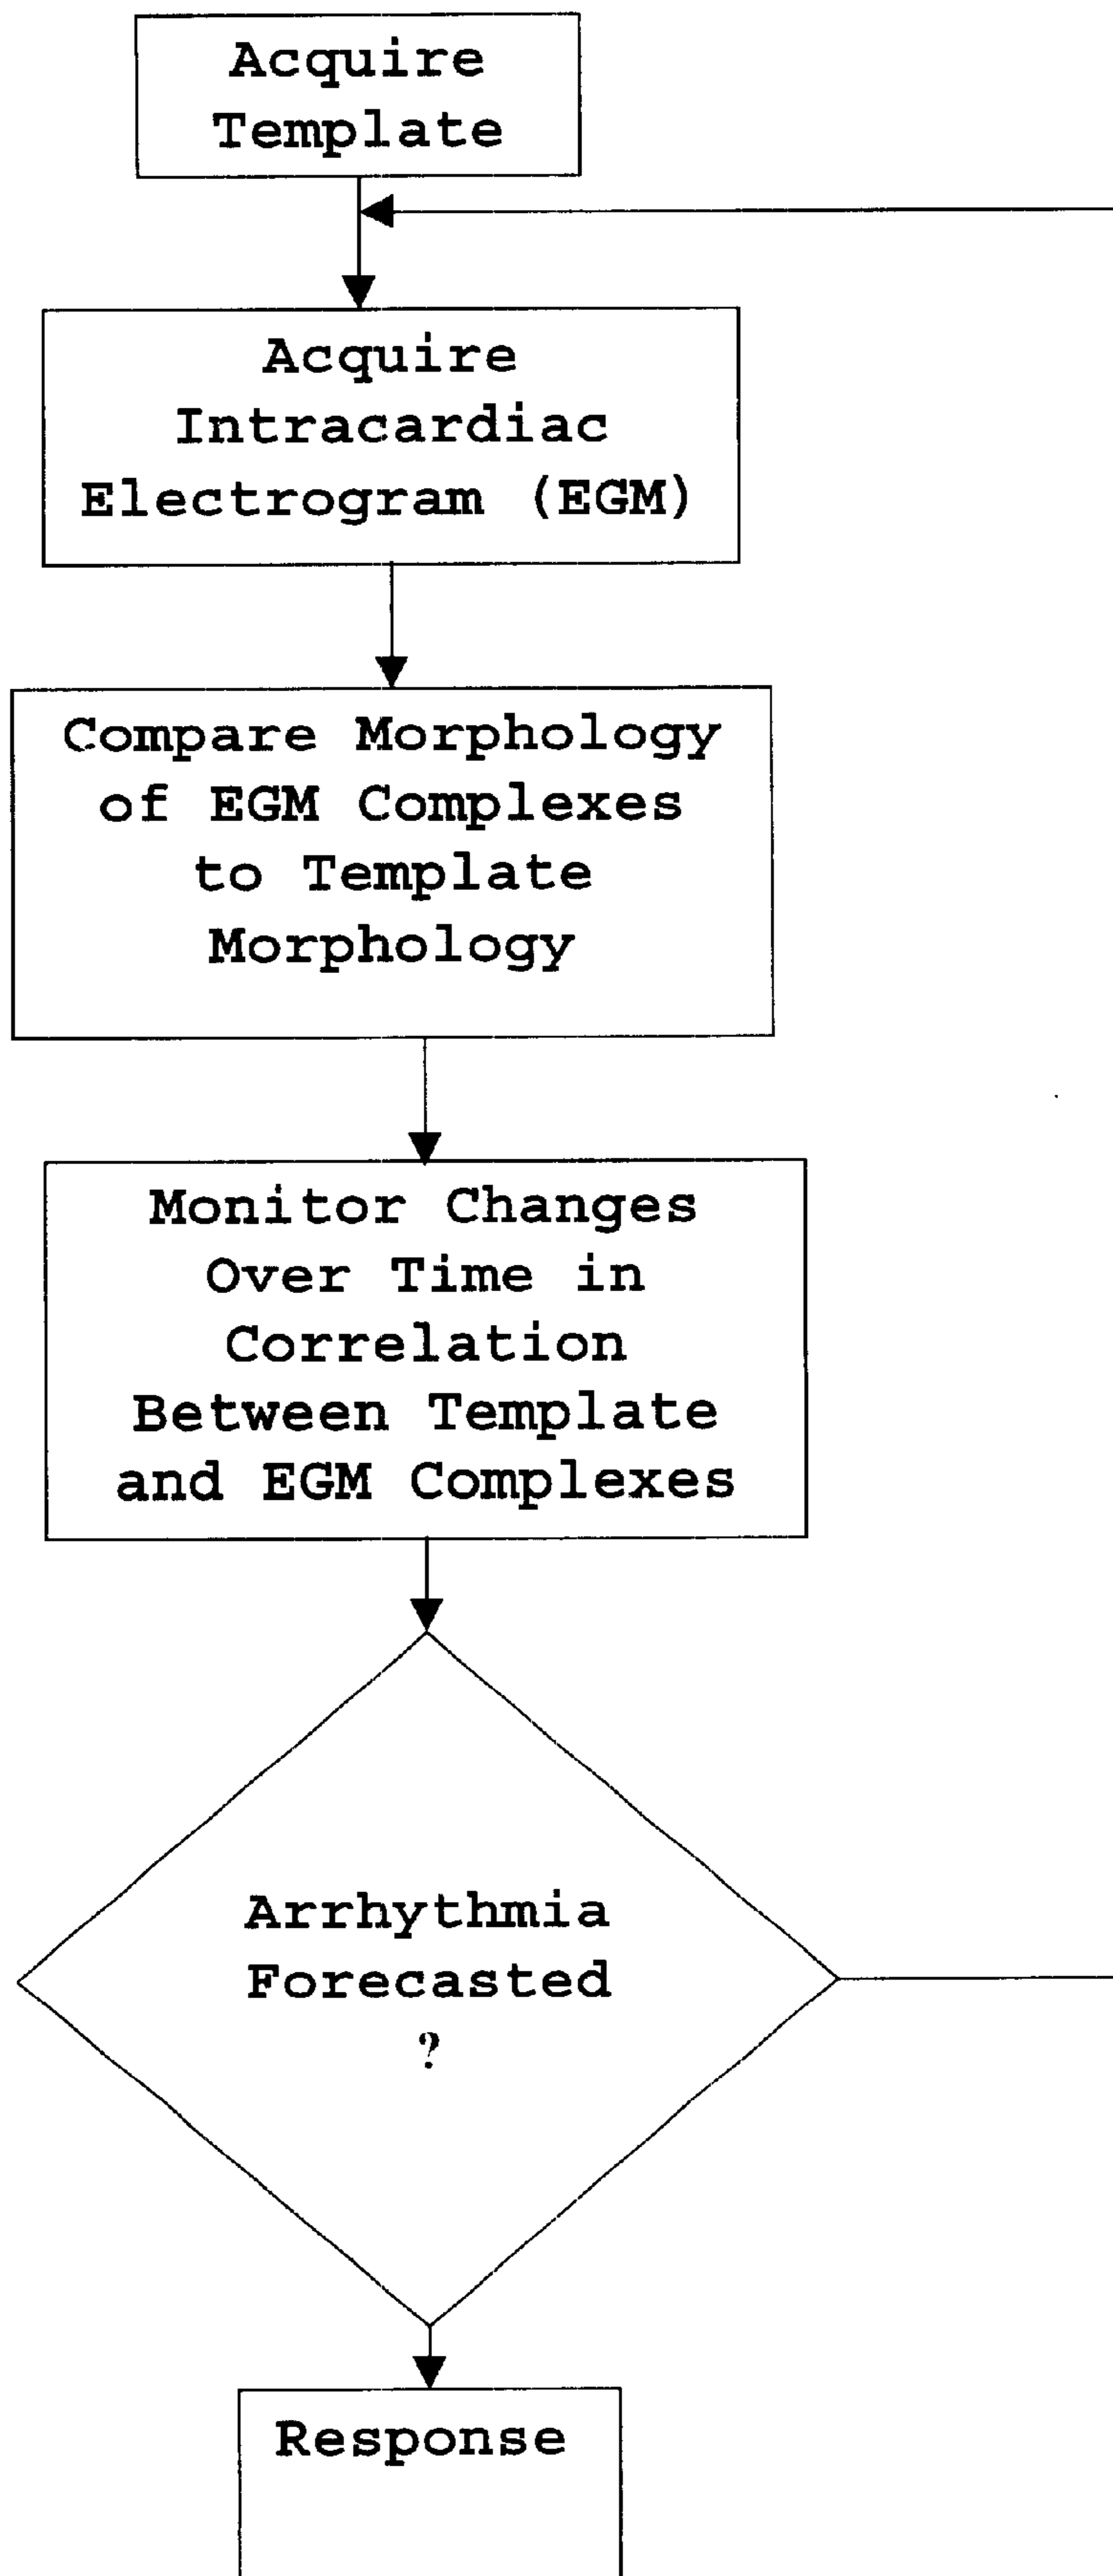 Acquire
Template
Acquire
Intracardiac
Electrogram (EGM)
Compare Morphology
of EGM Complexes
to Template
Morphology
Monitor Changes
Over Time in
Correlation
Between Template
and EGM Complexes
Arrhythmia
Forecasted
?
Response